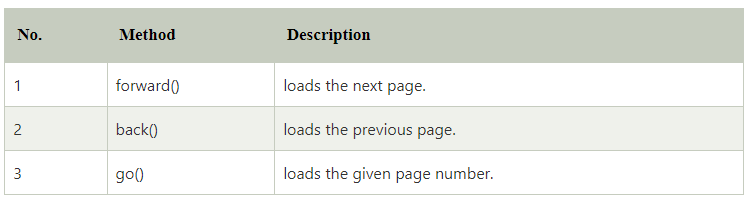 No. Method Description
1 forward() loads the next page.
2 back() loads the previous page.
3 go() loads the given page number.